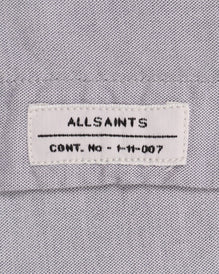 ALLSAINTS
CONT. No - 1-11-007